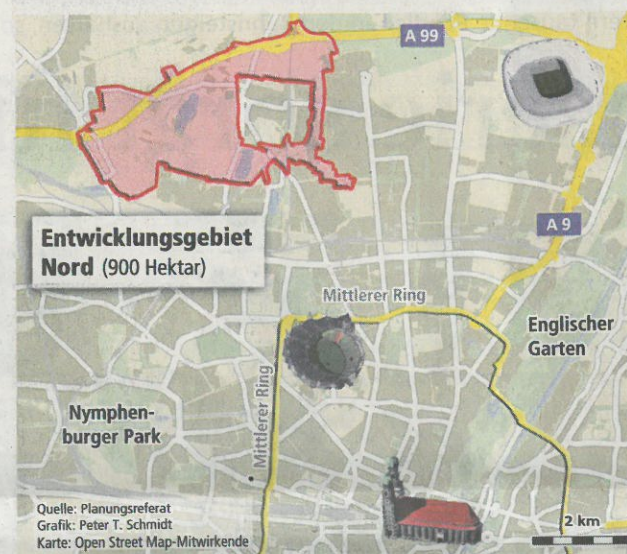 A 99
A 9
Entwicklungsgebiet
Nord (900 Hektar)
Mittlerer Ring
Englischer
Garten
Mittlerer Ring
Nymphen-
burger Park
Quelle: Planungsreferat
Grafik: Peter T. Schmidt
Karte: Open Street Map-Mitwirkende
2 km